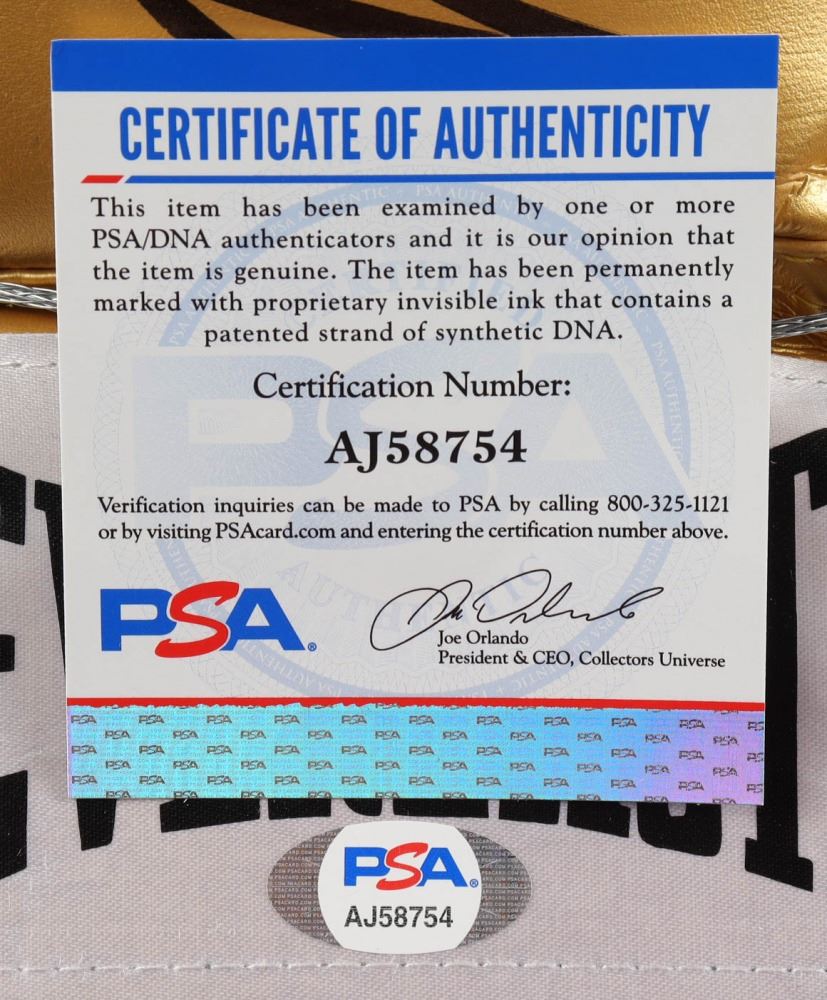 CERTIFICATE OF AUTHENTICITY
This item has been examined by one or more
PSA/DNA authenticators and it is our opinion that
the item is genuine. The item has been permanently
marked with proprietary invisible ink that contains a
patented strand of synthetic DNA.
Certification Number:
AJ58754
Verification inquiries can be made to PSA by calling 800-325-1121
or by visiting PSAcard.com and entering the certification number above.
PSA®
Joe Orlando
President & CEO, Collectors Universe
PSA®
AJ58754